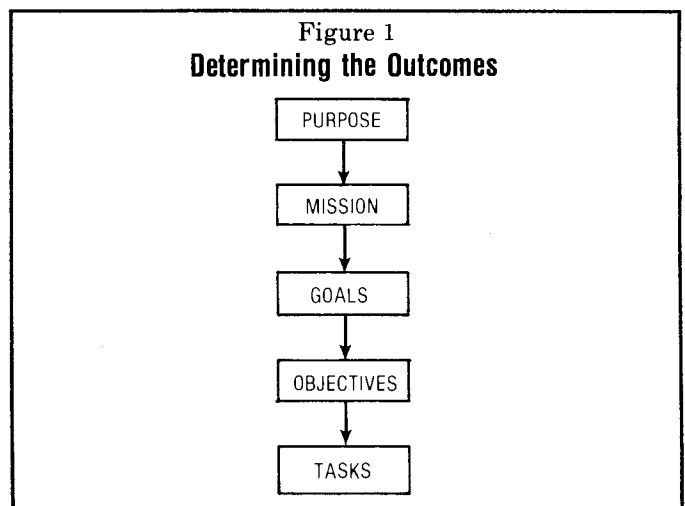 Figure 1
Determining the Outcomes
PURPOSE
MISSION
GOALS
OBJECTIVES
TASKS